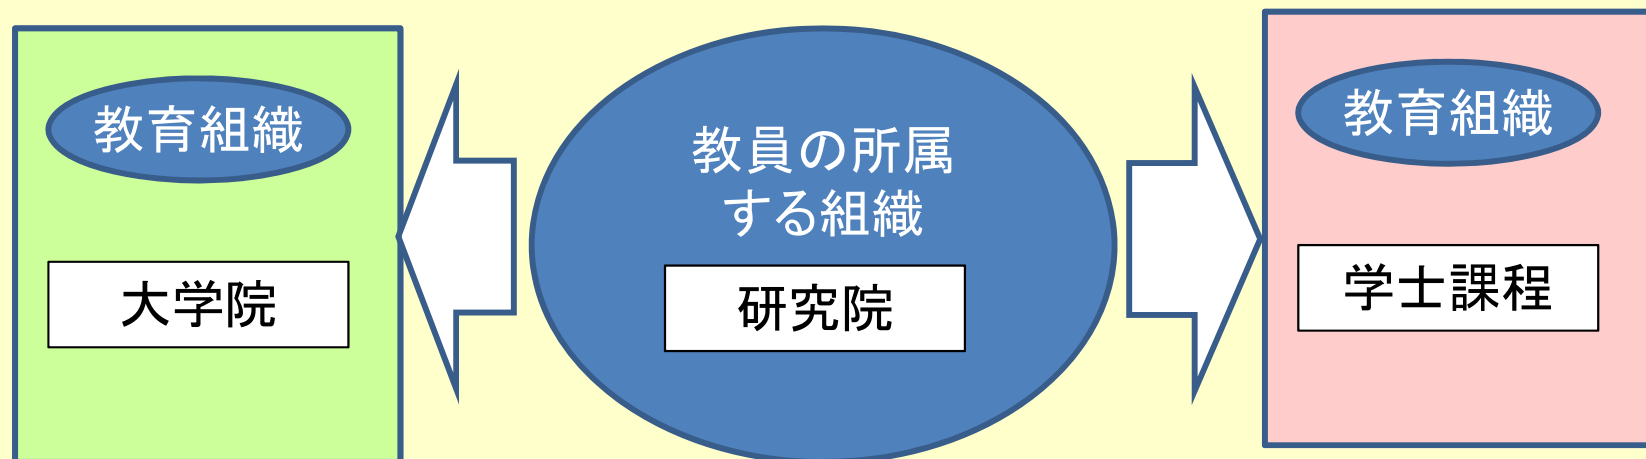 教育組織
大学院
教員の所属
する組織
研究院
教育組織
学士課程